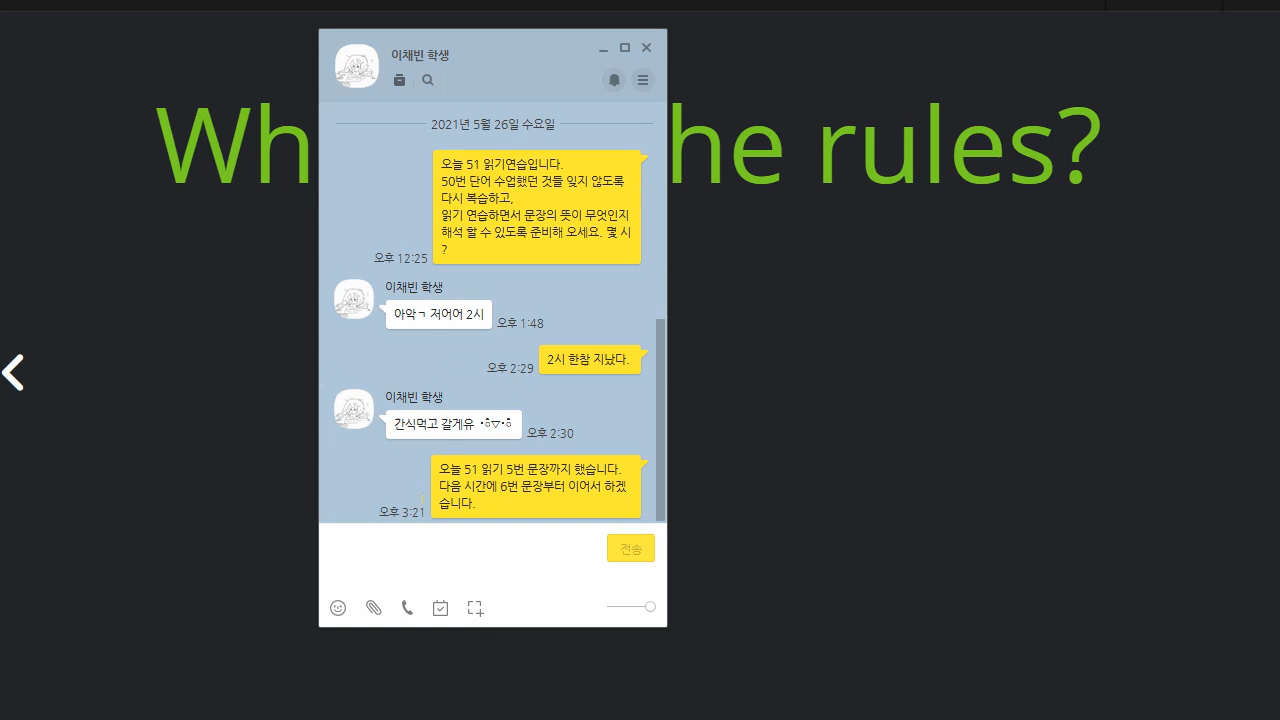 이채빈 학생
Wh he rules?
2021년 5월 26일 수요일
오늘 51 읽기연습입니다.
50번 단어 수업했던 것들 잊지 않도록
다시 복습하고,
읽기 연습하면서 문장의 뜻이 무엇인지
해석 할 수 있도록 준비해 오세요. 몇 시
?
오후 12:25
이채빈 학생
아악ㄱ 저어어 2시
오후 1:48
2시 한참 지났다.
오후 2:29
이채빈 학생
간식먹고 갈게유 ･ิ▽･ิ
오후 2:30
오늘 51 읽기 5번 문장까지 했습니다.
다음 시간에 6번 문장부터 이어서 하겠
습니다.
오후 3:21
전송